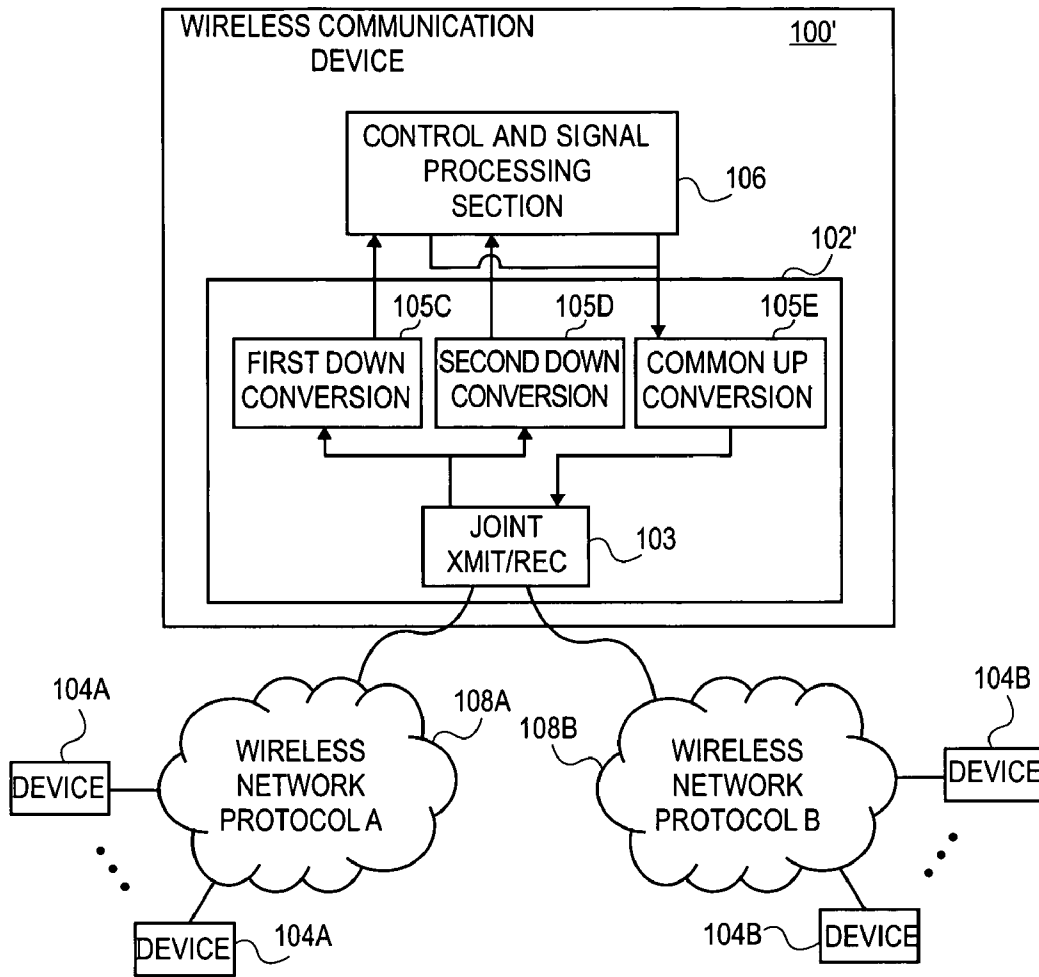 WIRELESS COMMUNICATION
DEVICE
100'
CONTROL AND SIGNAL
PROCESSING
SECTION
106
102'
105C
105D
105E
FIRST DOWN
CONVERSION
SECOND DOWN
CONVERSION
COMMON UP
CONVERSION
JOINT
XMIT/REC
103
104A
108A
108B
104B
WIRELESS
NETWORK
PROTOCOL A
WIRELESS
NETWORK
PROTOCOL B
DEVICE
DEVICE
DEVICE
104A
104B
DEVICE